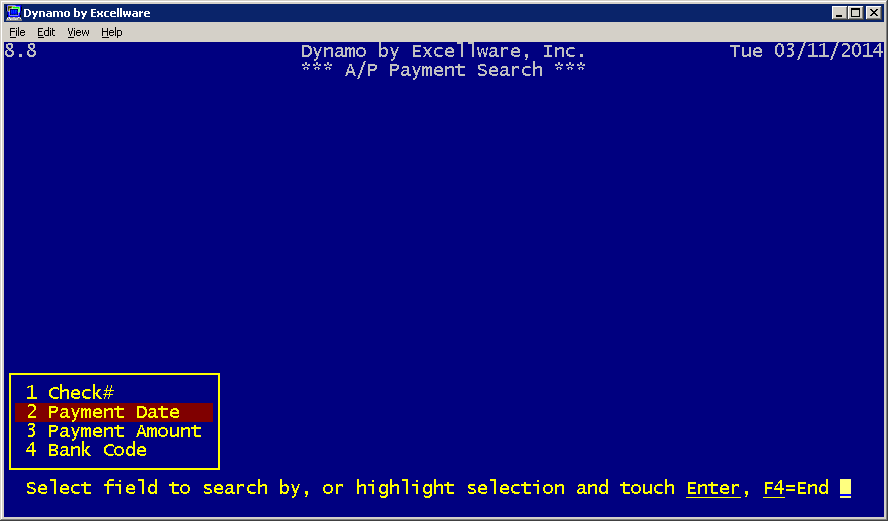 Dynamo by Excellware
File Edit View Help
8.8 Dynamo by Excellware, Inc. Tue 03/11/2014
*** A/P Payment Search ***
1 Check#
2 Payment Date
3 Payment Amount
4 Bank Code
Select field to search by, or highlight selection and touch Enter, F4=End